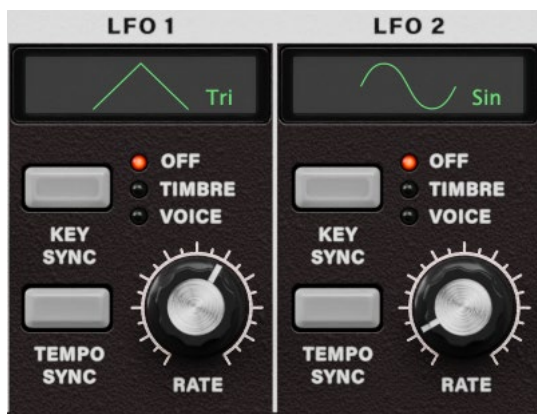 LFO 1
Tri
OFF
TIMBRE
VOICE
KEY
SYNC
TEMPO
SYNC
RATE
LFO 2
Sin
OFF
TIMBRE
VOICE
KEY
SYNC
TEMPO
SYNC
RATE